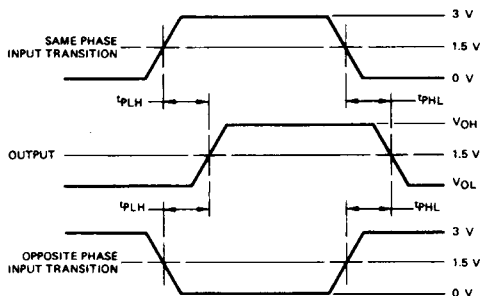 3 V
SAME PHASE
INPUT TRANSITION
1.5 V
0 V
tPLH
tPHL
VOH
OUTPUT
1.5 V
VOL
tPLH
tPHL
3 V
OPPOSITE PHASE
INPUT TRANSITION
1.5 V
0 V